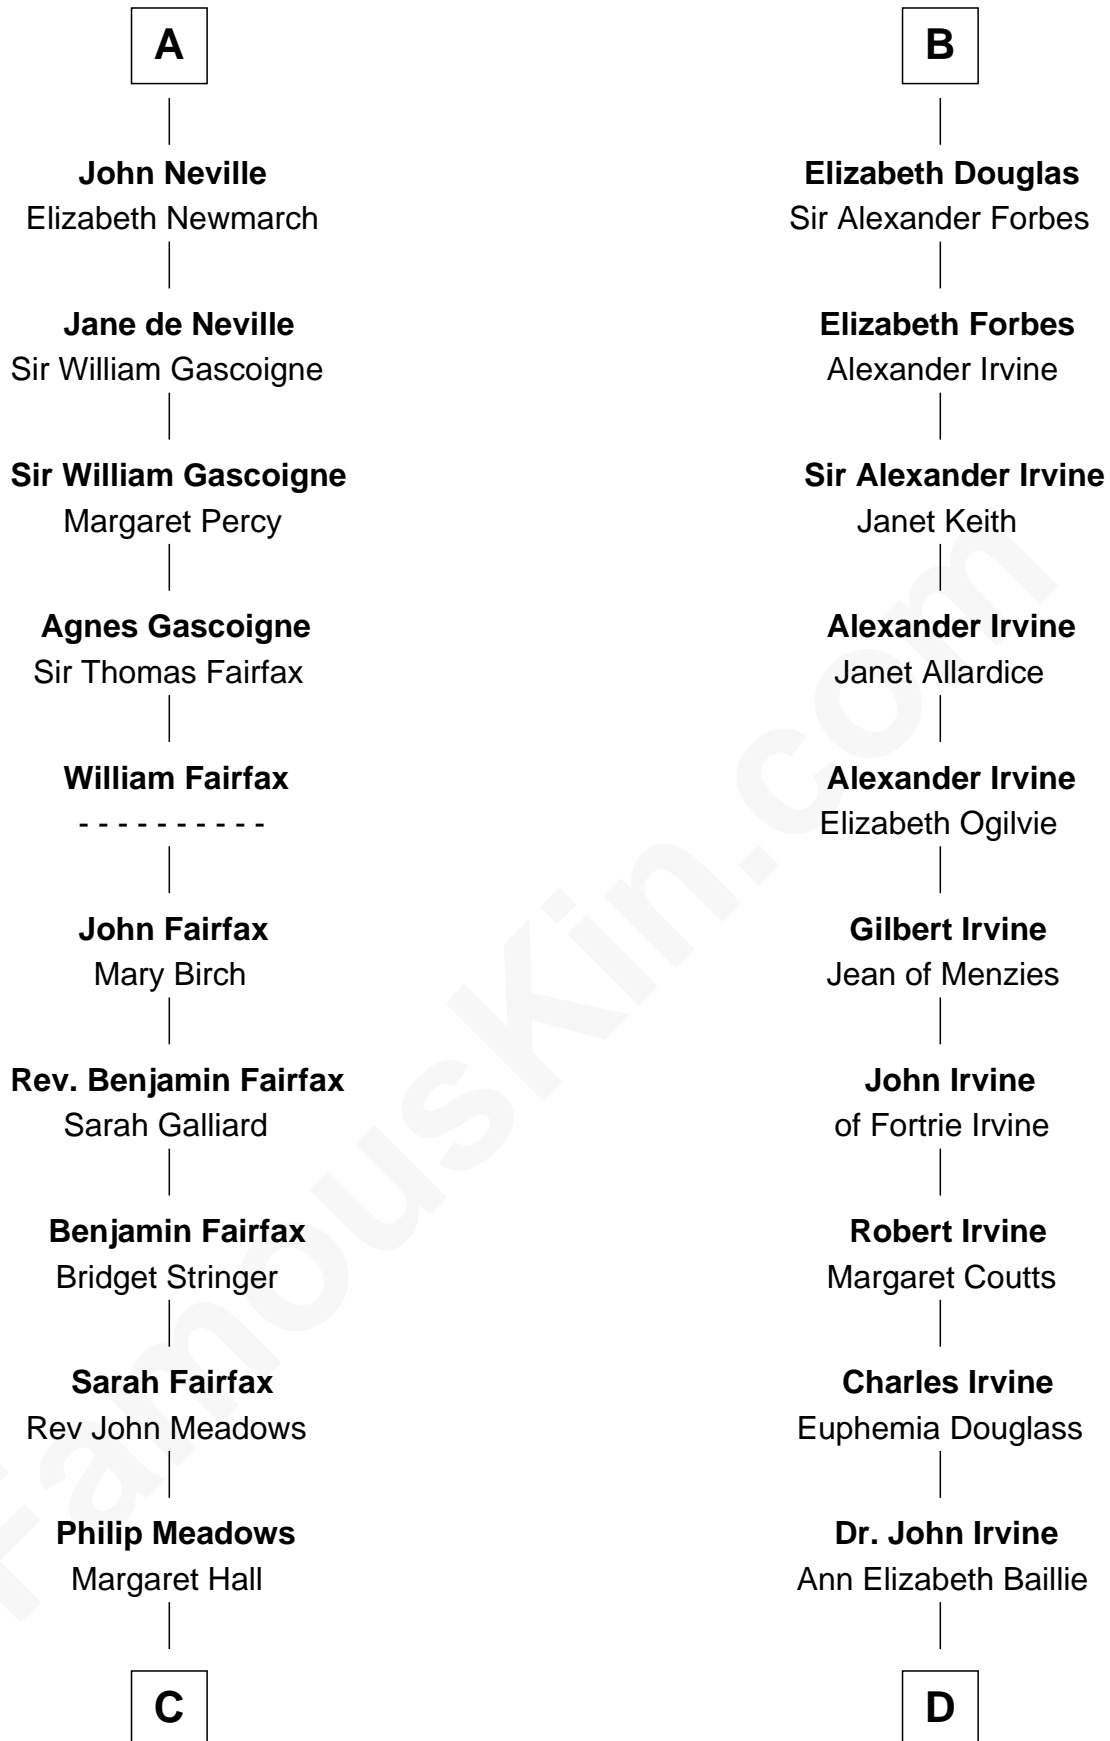 A
John Neville
Elizabeth Newmarch
Jane de Neville
Sir William Gascoigne
Sir William Gascoigne
Margaret Percy
Agnes Gascoigne
Sir Thomas Fairfax
William Fairfax
- - - - - - - - - -
John Fairfax
Mary Birch
Rev. Benjamin Fairfax
Sarah Galliard
Benjamin Fairfax
Bridget Stringer
Sarah Fairfax
Rev John Meadows
Philip Meadows
Margaret Hall
C
B
Elizabeth Douglas
Sir Alexander Forbes
Elizabeth Forbes
Alexander Irvine
Sir Alexander Irvine
Janet Keith
Alexander Irvine
Janet Allardice
Alexander Irvine
Elizabeth Ogilvie
Gilbert Irvine
Jean of Menzies
John Irvine
of Fortrie Irvine
Robert Irvine
Margaret Coutts
Charles Irvine
Euphemia Douglass
Dr. John Irvine
Ann Elizabeth Baillie
D
FamousKin.com